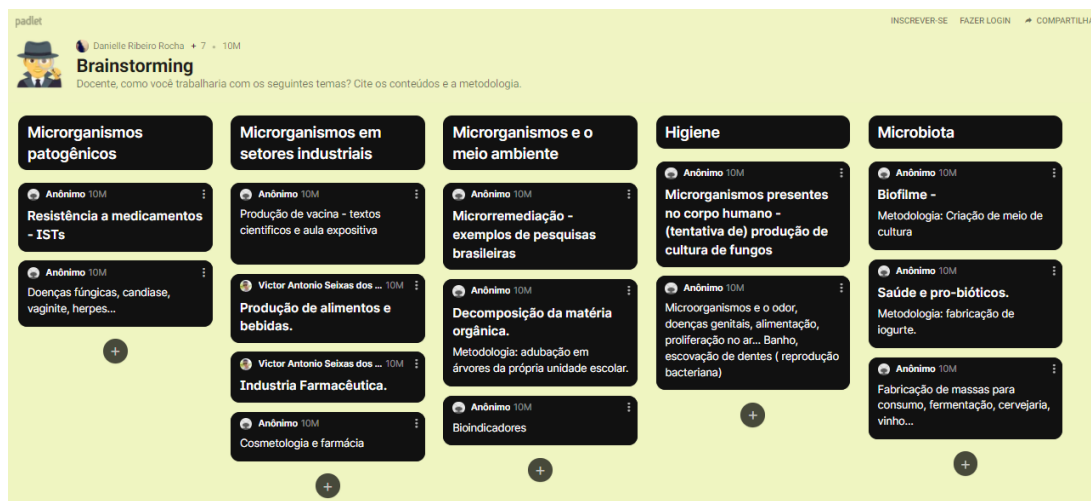 padlet
INSCREVER-SE FAZER LOGIN COMPARTILHA
Danielle Ribeiro Rocha + 7 • 10M
Brainstorming
Docente, como você trabalharia com os seguintes temas? Cite os conteúdos e a metodologia.
Microrganismos
patogênicos
Anônimo 10M
Resistência a medicamentos
- ISTs
Anônimo 10M
Doenças fúngicas, candiase,
vaginite, herpes...
Microrganismos em
setores industriais
Anônimo 10M
Produção de vacina - textos
cientificos e aula expositiva
Victor Antonio Seixas dos ... 10M
Produção de alimentos e
bebidas.
Victor Antonio Seixas dos ... 10M
Industria Farmacêutica.
Anônimo 10M
Cosmetologia e farmácia
Microrganismos e o
meio ambiente
Anônimo 10M
Microrremediação -
exemplos de pesquisas
brasileiras
Anônimo 10M
Decomposição da matéria
orgânica.
Metodologia: adubação em
árvores da própria unidade escolar.
Anônimo 10M
Bioindicadores
Higiene
Anônimo 10M
Microrganismos presentes
no corpo humano -
(tentativa de) produção de
cultura de fungos
Anônimo 10M
Microorganismos e o odor,
doenças genitais, alimentação,
proliferação no ar... Banho,
escovação de dentes ( reprodução
bacteriana)
Microbiota
Anônimo 10M
Biofilme -
Metodologia: Criação de meio de
cultura
Anônimo 10M
Saúde e pro-bióticos.
Metodologia: fabricação de
iogurte.
Anônimo 10M
Fabricação de massas para
consumo, fermentação, cervejaria,
vinho...